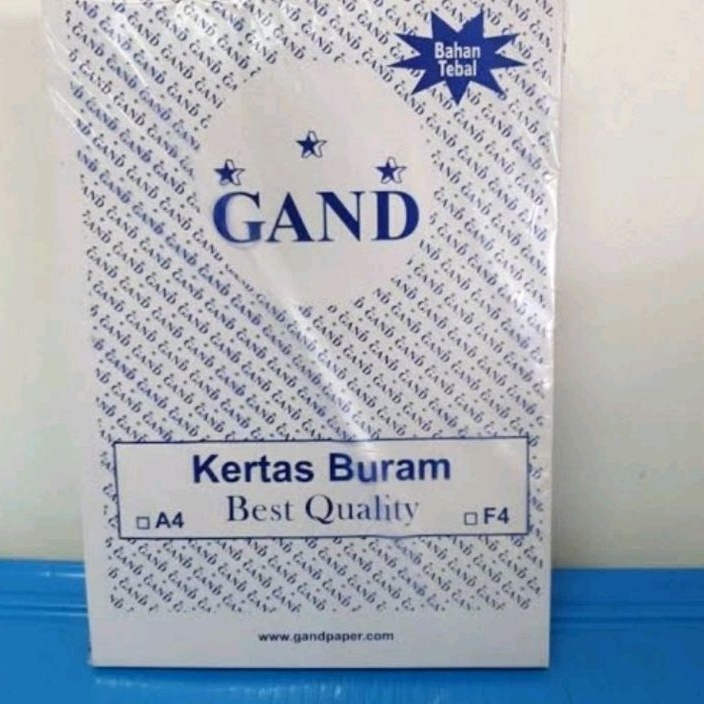 Bahan
Tebal
GAND
Kertas Buram
Best Quality
A4
F4
www.gandpaper.com